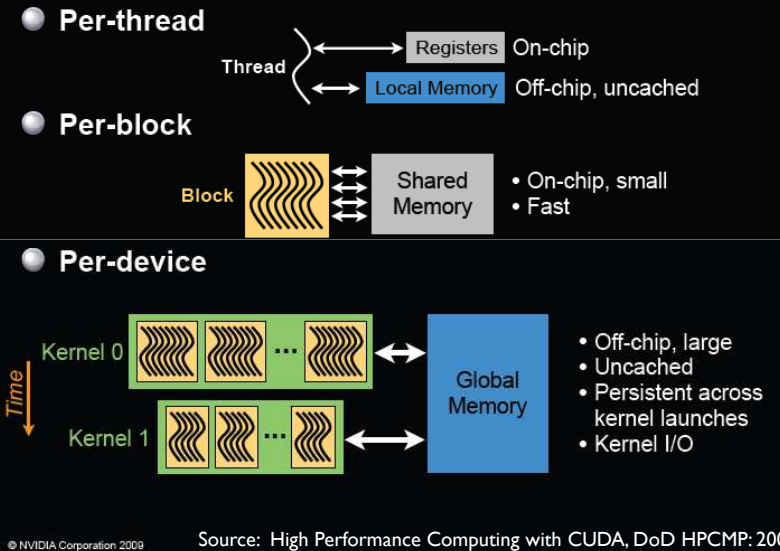 Per-thread
Thread
Registers On-chip
Local Memory Off-chip, uncached
Per-block
Block
Shared
Memory
• On-chip, small
• Fast
Per-device
Time
Kernel 0
...
Kernel 1
...
Global
Memory
• Off-chip, large
• Uncached
• Persistent across
kernel launches
• Kernel I/O
© NVIDIA Corporation 2009
Source: High Performance Computing with CUDA, DoD HPCMP: